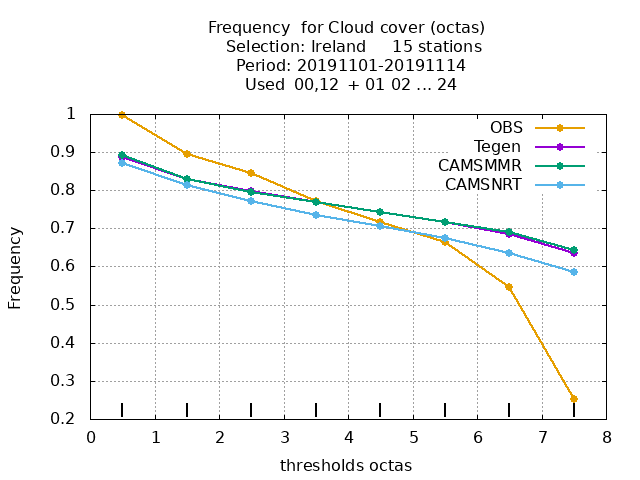 Frequency  for Cloud cover (octas)
Selection: Ireland     15 stations
Period: 20191101-20191114
Used  00,12  + 01 02 ... 24
1
0.9
0.8
0.7
0.6
0.5
0.4
0.3
0.2
Frequency
OBS
Tegen
CAMSMMR
CAMSNRT
0 1 2 3 4 5 6 7 8
thresholds octas